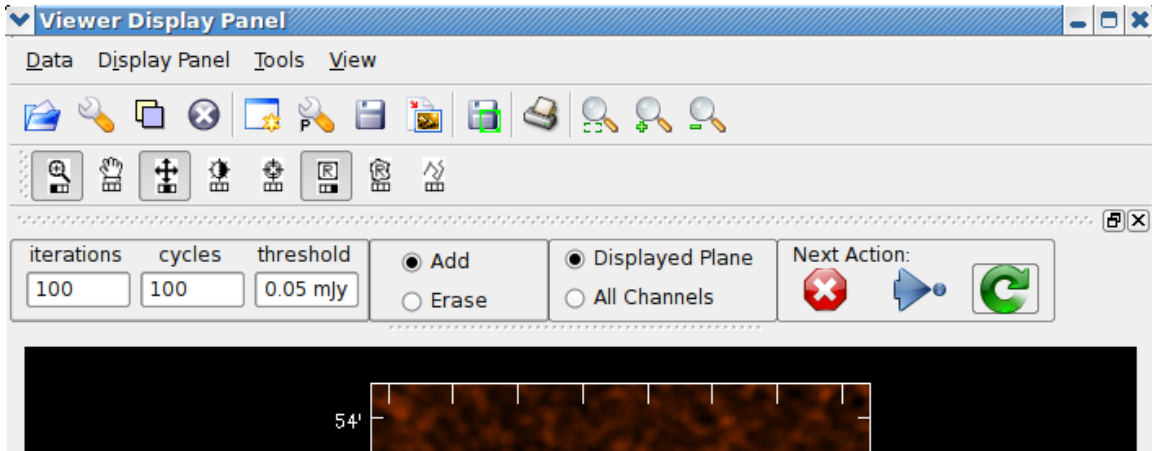 Viewer Display Panel
Data Display Panel Tools View
P
R R
iterations cycles threshold Add Displayed Plane Next Action:
100 100 0.05 mJy Erase All Channels
54'